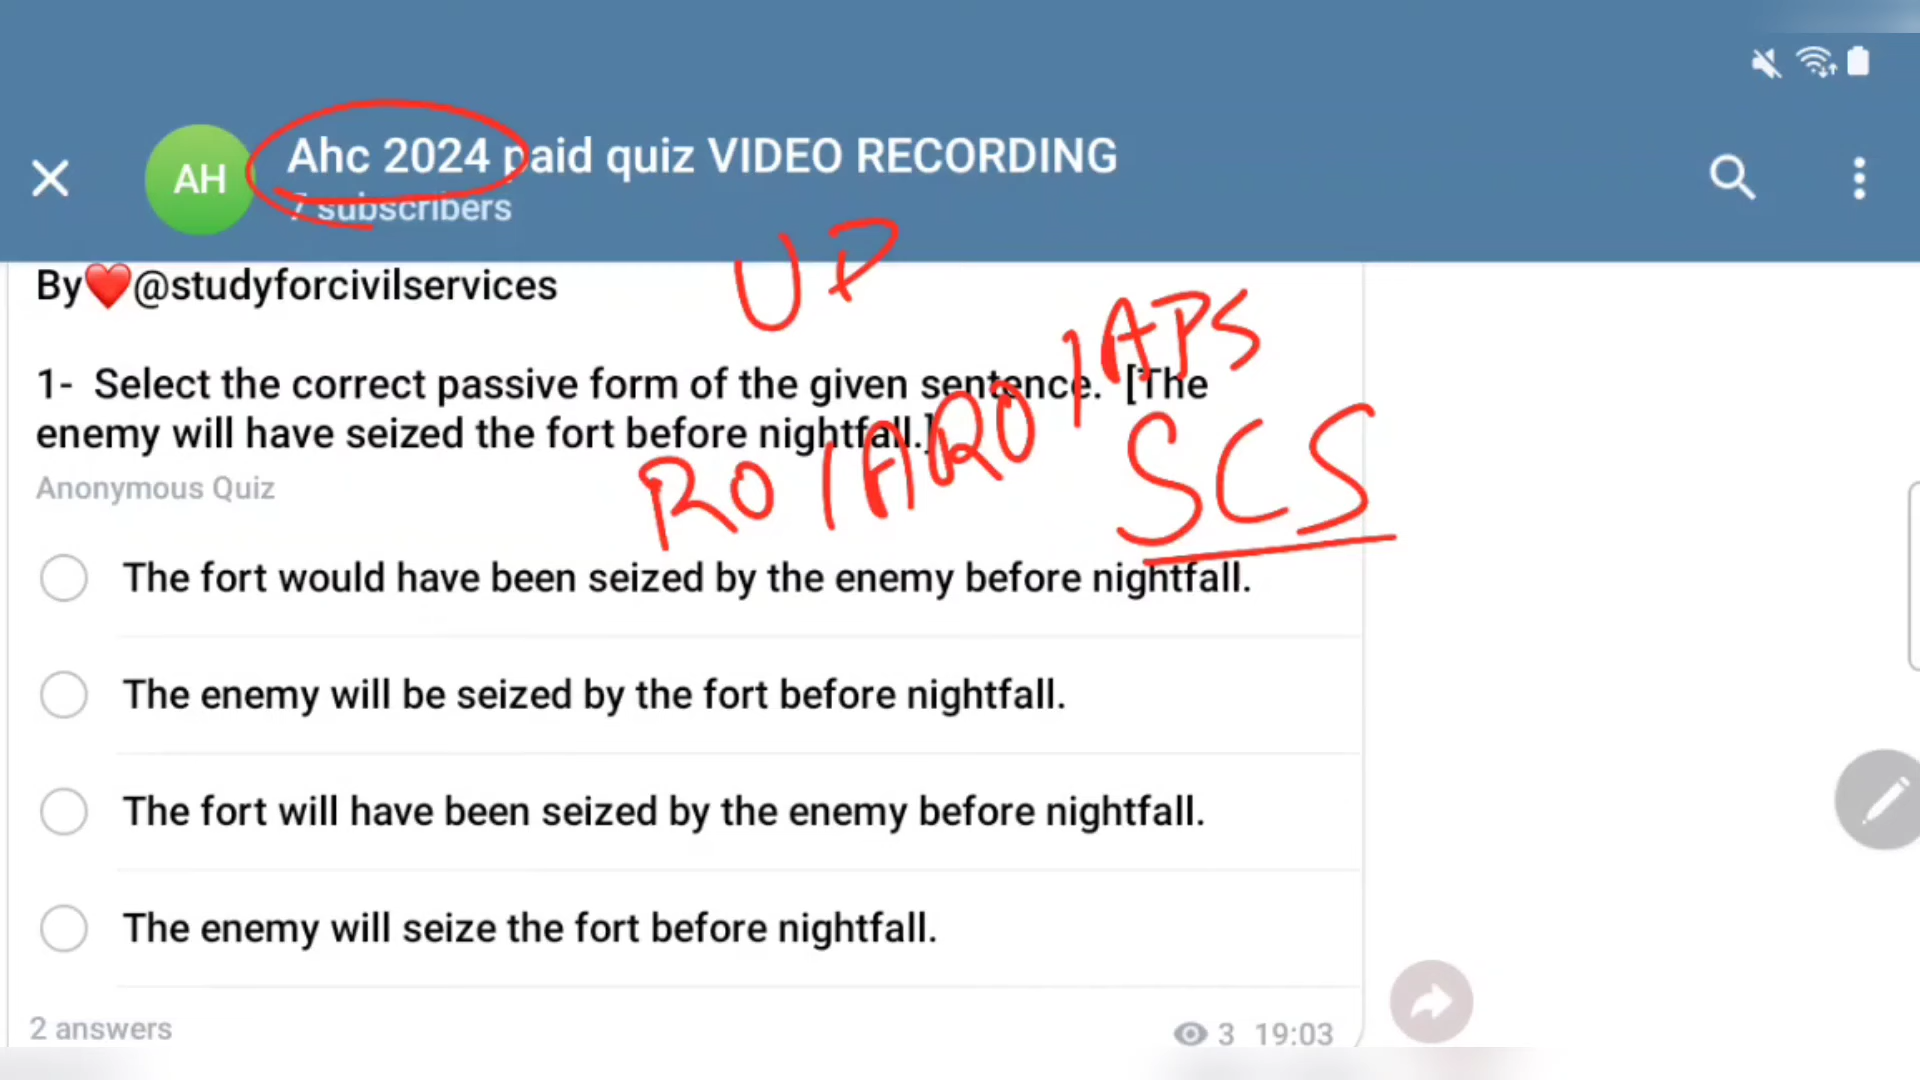 Ahc 2024 paid quiz VIDEO RECORDING
AH
7 subscribers
By❤️@studyforcivilservices
UP
RO/ARO/APS
SCS
1- Select the correct passive form of the given sentence. [The
enemy will have seized the fort before nightfall.]
Anonymous Quiz
The fort would have been seized by the enemy before nightfall.
The enemy will be seized by the fort before nightfall.
The fort will have been seized by the enemy before nightfall.
The enemy will seize the fort before nightfall.
2 answers
3 19:03